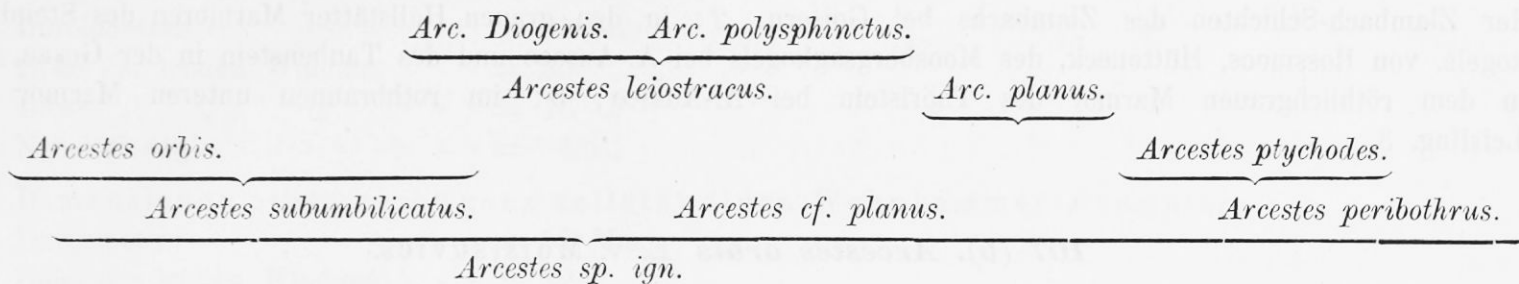 Arc. Diogenis. Arc. polysphinctus.
Arcestes leiostracus. Arc. planus.
Arcestes orbis. Arcestes ptychodes.
Arcestes subumbilicatus. Arcestes cf. planus. Arcestes peribothrus.
Arcestes sp. ign.